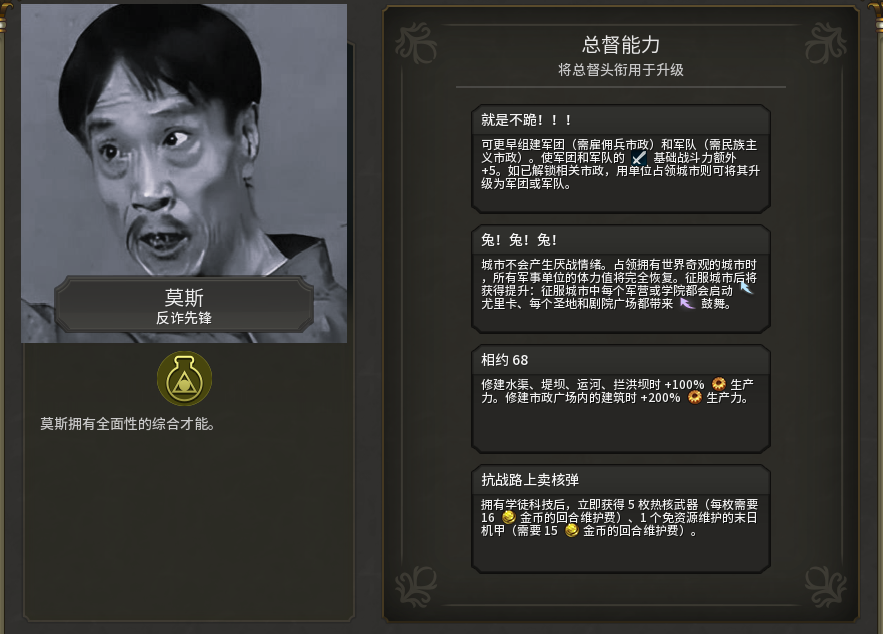 莫斯
反诈先锋
莫斯拥有全面性的综合才能。
总督能力
将总督头衔用于升级
就是不跪！！！
可更早组建军团（需雇佣兵市政）和军队（需民族主
义市政）。使军团和军队的 基础战斗力额外
+5。如已解锁相关市政，用单位占领城市则可将其升
级为军团或军队。
兔！兔！兔！
城市不会产生厌战情绪。占领拥有世界奇观的城市时
，所有军事单位的体力值将完全恢复。征服城市后将
获得提升：征服城市中每个军营或学院都会启动
尤里卡、每个圣地和剧院广场都带来 鼓舞。
相约 68
修建水渠、堤坝、运河、拦洪坝时 +100% 生产
力。修建市政广场内的建筑时 +200% 生产力。
抗战路上卖核弹
拥有学徒科技后，立即获得 5 枚热核武器（每枚需要
16 金币的回合维护费）、1 个免资源维护的末日
机甲（需要 15 金币的回合维护费）。